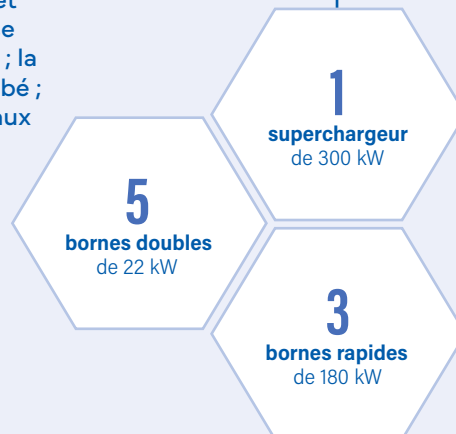 ; la
bé ;
aux
1
superchargeur
de 300 kW
5
bornes doubles
de 22 kW
3
bornes rapides
de 180 kW